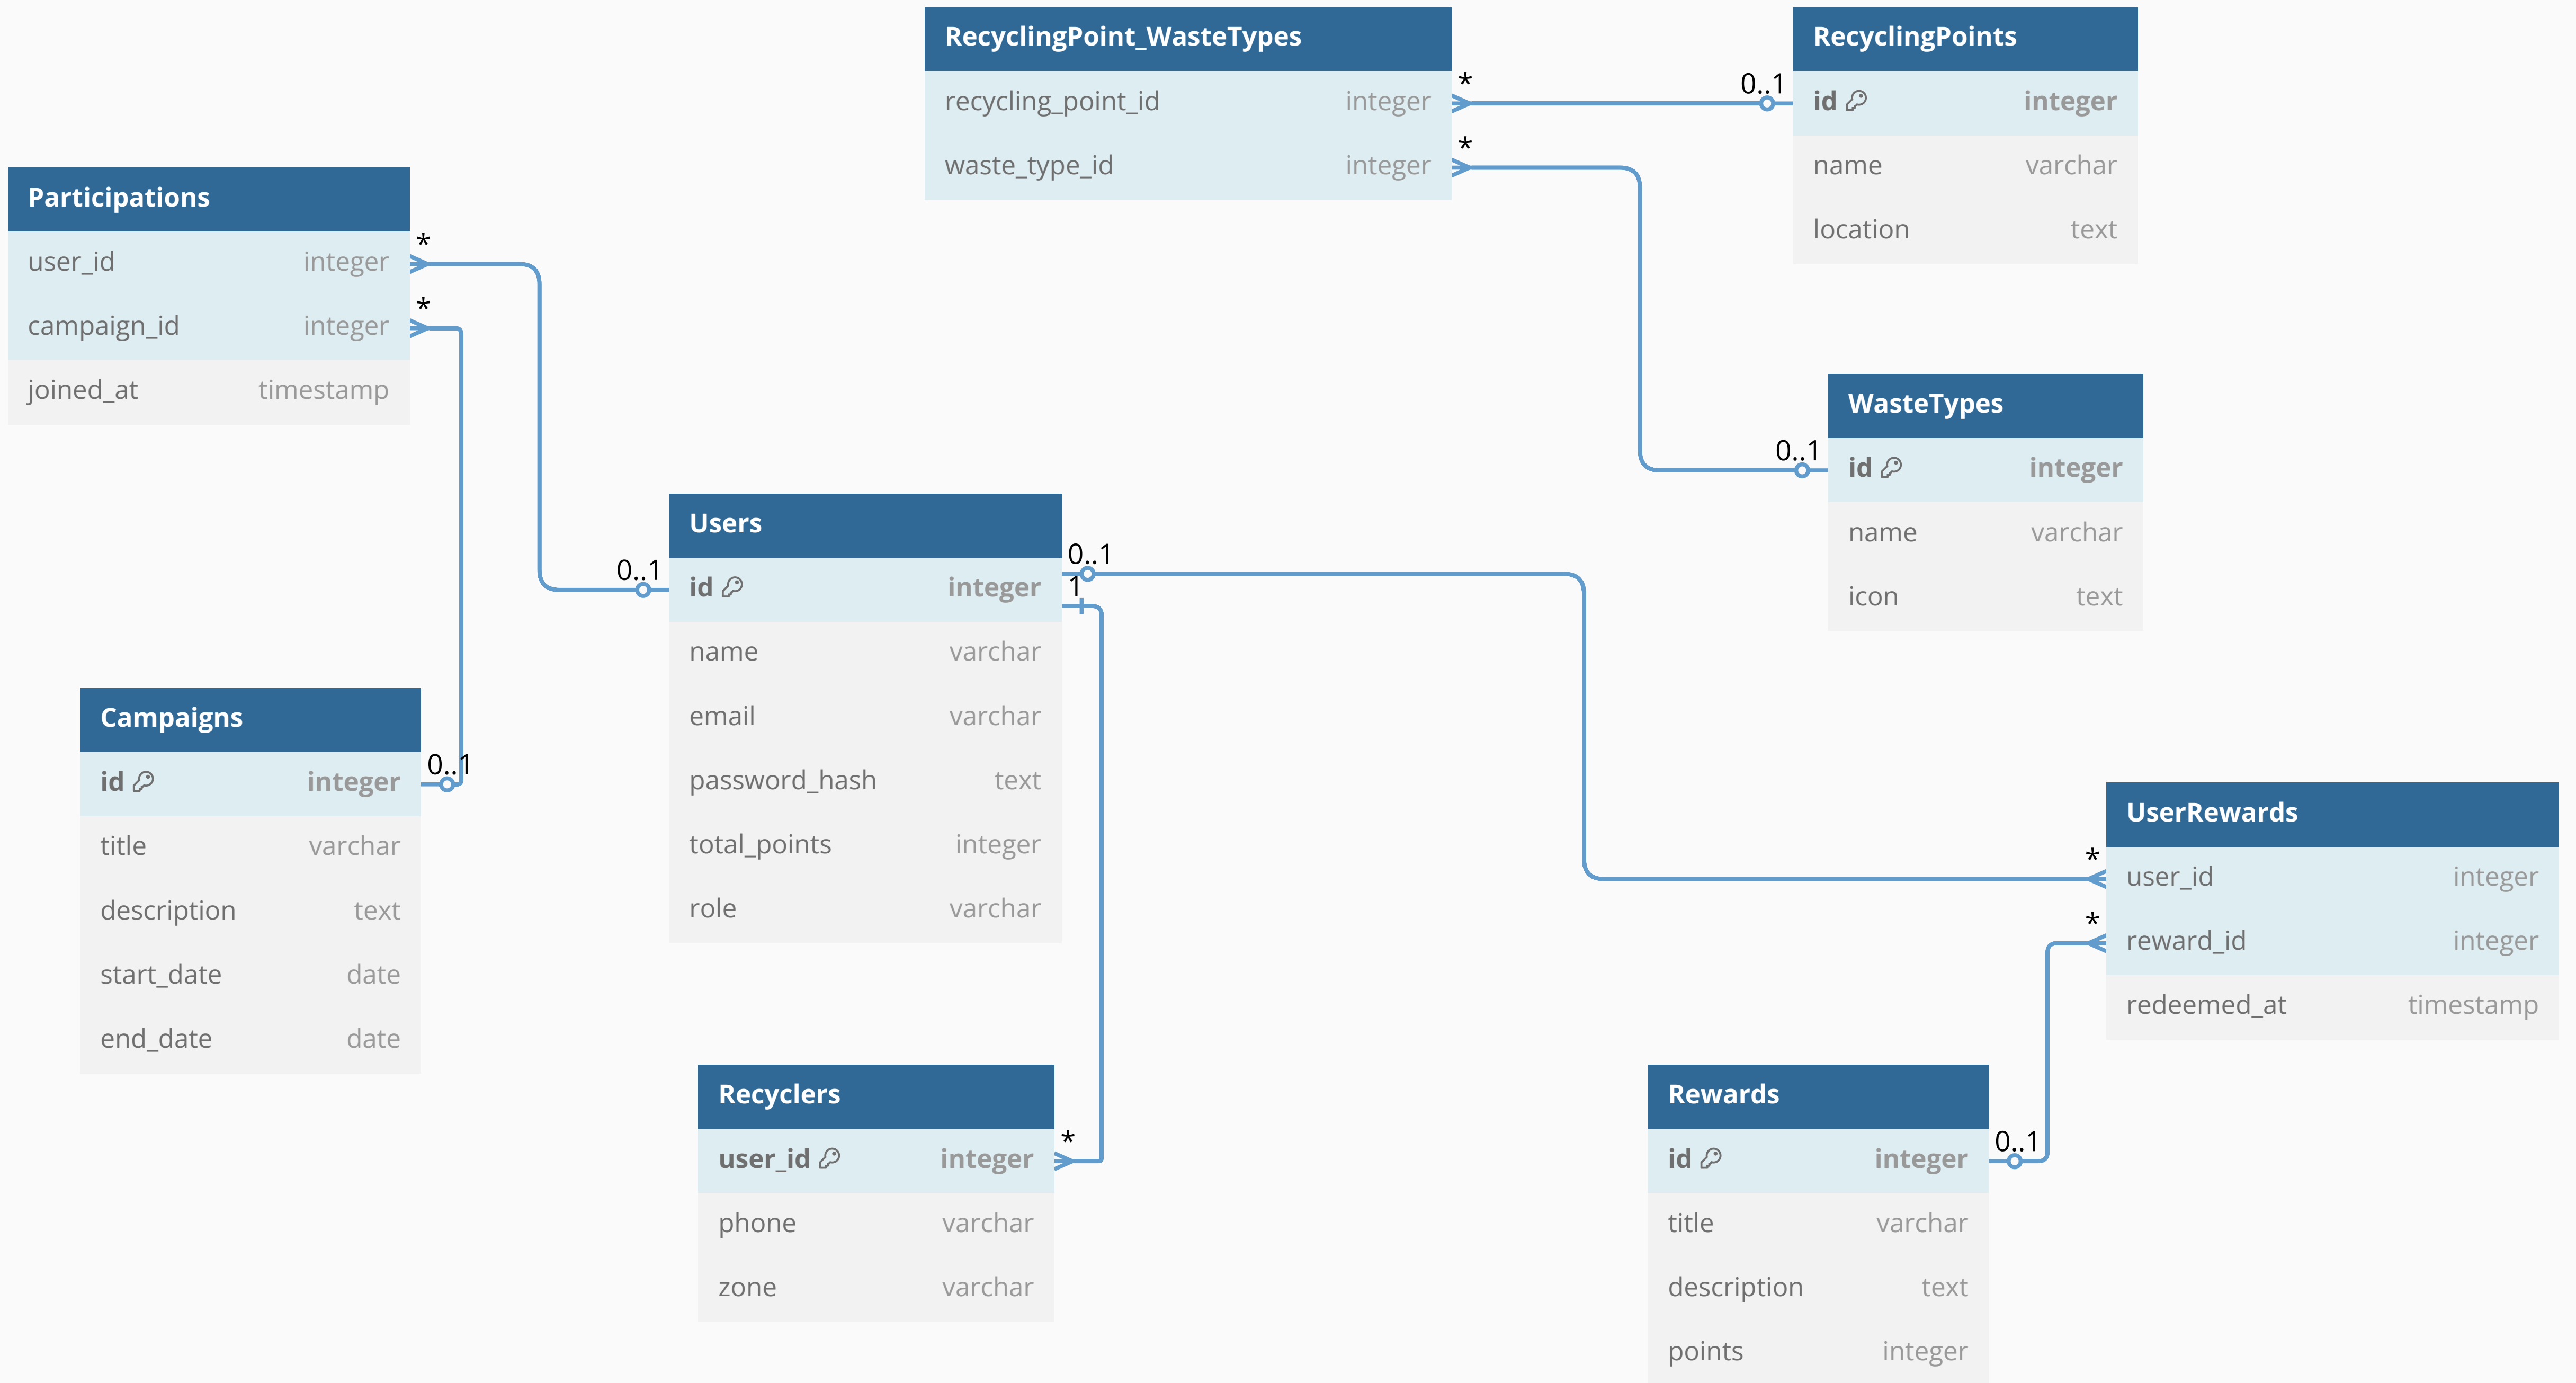 RecyclingPoint_WasteTypes
recycling_point_id integer
waste_type_id integer
*
*
0..1
RecyclingPoints
id integer
name varchar
location text
Participations
user_id integer
campaign_id integer
joined_at timestamp
*
*
WasteTypes
id integer
name varchar
icon text
0..1
Users
id integer
name varchar
email varchar
password_hash text
total_points integer
role varchar
0..1
0..1
1
Campaigns
id integer
title varchar
description text
start_date date
end_date date
0..1
UserRewards
user_id integer
reward_id integer
redeemed_at timestamp
*
*
Recyclers
user_id integer
phone varchar
zone varchar
*
Rewards
id integer
title varchar
description text
points integer
0..1